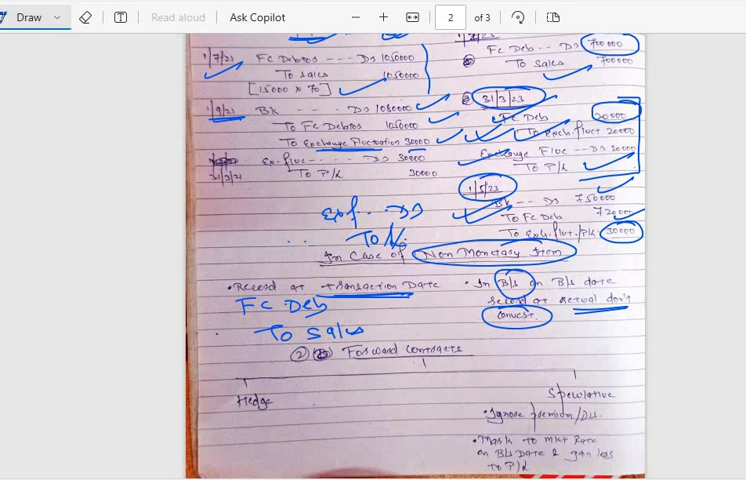 Draw
Read aloud
Ask Copilot
2 of 3
1/7/21 FC Debtors --- Dr 1050000
To sales 1050000
[15000 x 70]
1/9/21 Bk ---- Dr 1080000
To FC Debtors 1050000
To Exchange Fluctuation 30000
31/3/21 Ex. fluc.... Dr 30000
To P/L 30000
FC Deb -- Dr 700000
To sales 700000
31/3/23
FC Deb 20000
To Exch. fluct 20000
Exchange Fluc --- Dr 20000
To P/L
1/5/23
Bk -- Dr. 750000
To FC Deb 720000
To Exh. fluct./P/L 30000
Exf... Dr
To
In Case of Non Monetary Item
• Record at transaction Date
FC Deb
To Sales
• In B/s on B/s date
record at actual don't
convert.
② Forward contracts
Hedge
Speculative
• Ignore premium/Dis.
• Mark to mkt Rate
on B/s Date & gain loss
to P/L